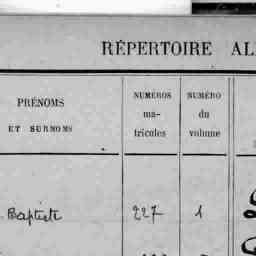 RÉPERTOIRE AL
PRÉNOMS
ET SURNOMS
NUMÉROS
ma-
tricules
NUMÉRO
du
volume
Baptiste 227 1